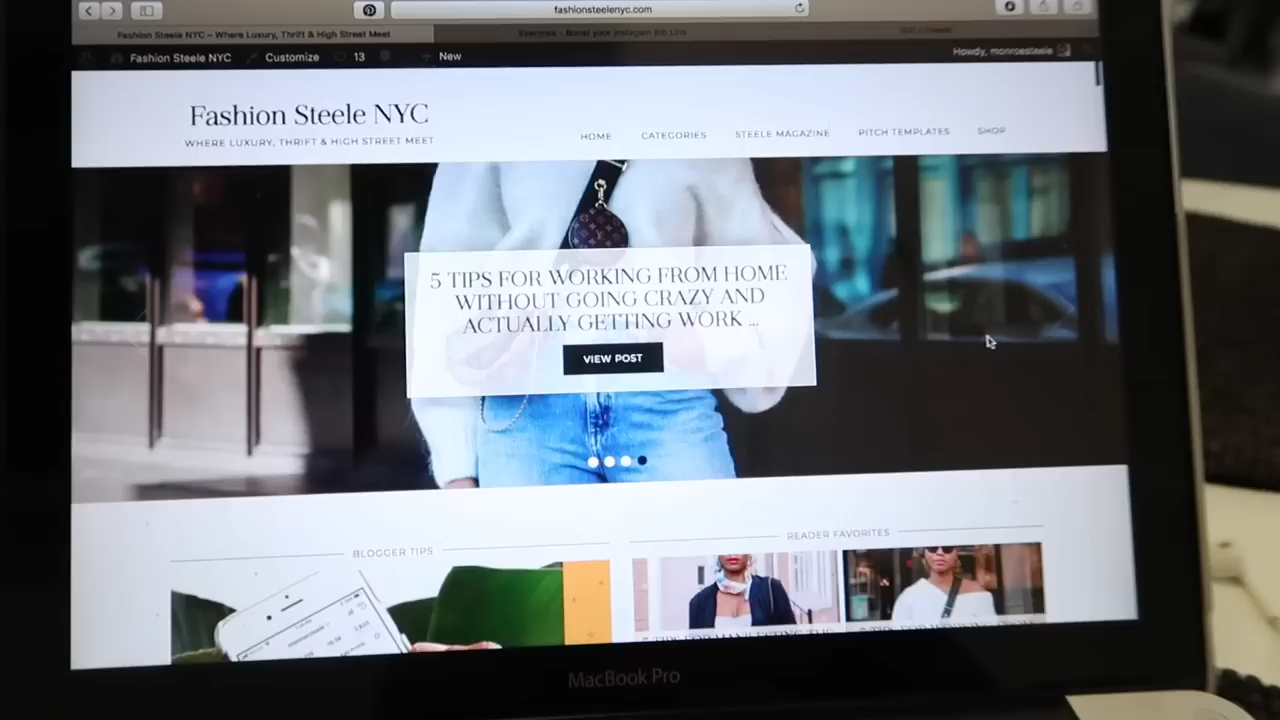 fashionsteelenyc.com
Fashion Steele NYC – Where Luxury, Thrift & High Street Meet
Fashion Steele NYC Customize 13 New
Howdy, monroesteele
Fashion Steele NYC
WHERE LUXURY, THRIFT & HIGH STREET MEET
HOME CATEGORIES STEELE MAGAZINE PITCH TEMPLATES SHOP
5 TIPS FOR WORKING FROM HOME
WITHOUT GOING CRAZY AND
ACTUALLY GETTING WORK ...
VIEW POST
BLOGGER TIPS
READER FAVORITES
MacBook Pro